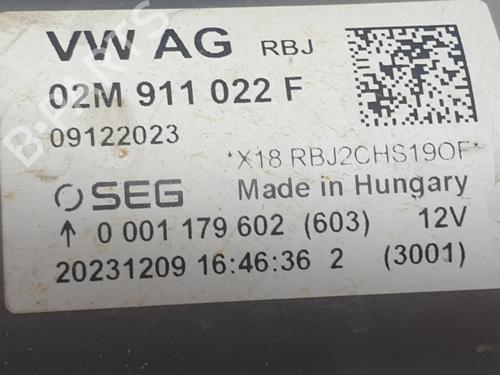 VW AG RBJ
02M 911 022 F
09122023
*X18 RBJ2CHS19OF*
SEG Made in Hungary
↑ 0 001 179 602 (603) 12V
20231209 16:46:36 2 (3001)